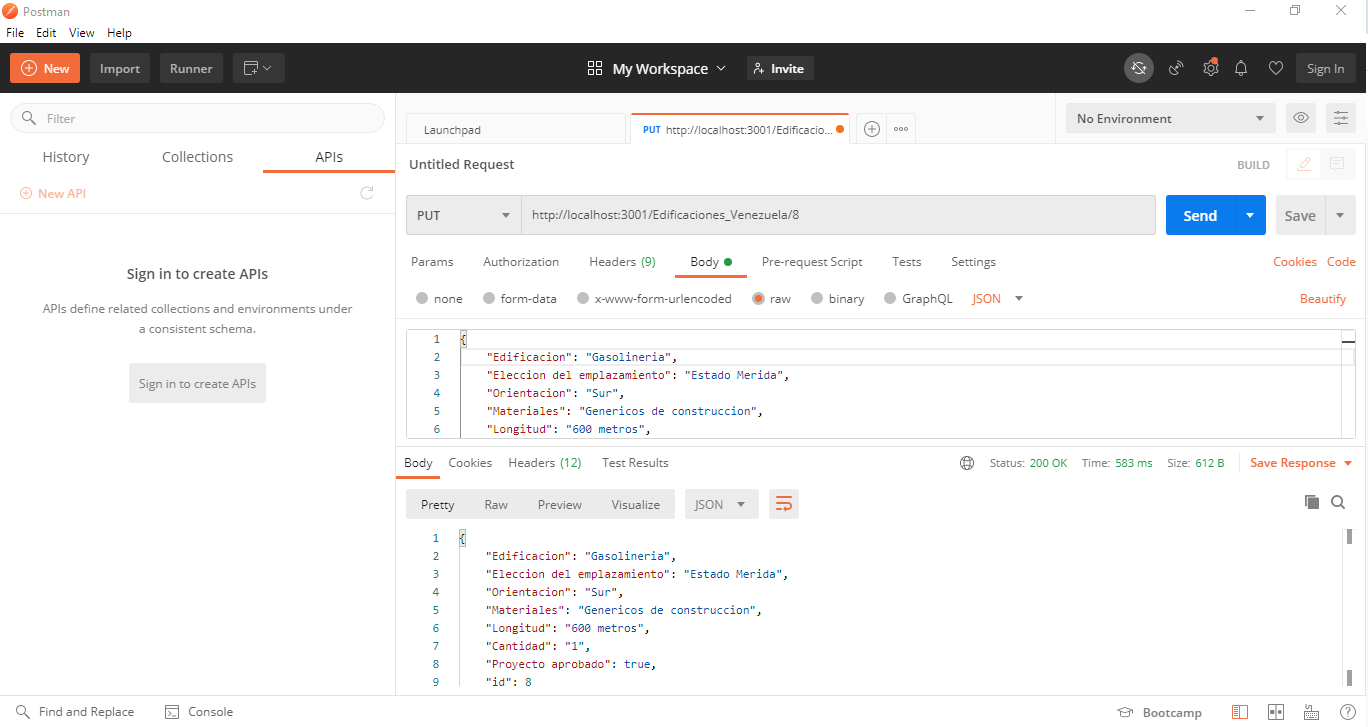 Postman
File Edit View Help
New Import Runner My Workspace Invite Sign In
Filter
History Collections APIs
New API
Sign in to create APIs
APIs define related collections and environments under
a consistent schema.
Sign in to create APIs
Launchpad PUT http://localhost:3001/Edificacio... No Environment
Untitled Request BUILD
PUT http://localhost:3001/Edificaciones_Venezuela/8 Send Save
Params Authorization Headers (9) Body Pre-request Script Tests Settings Cookies Code
none form-data x-www-form-urlencoded raw binary GraphQL JSON Beautify
1 {
2 "Edificacion": "Gasolineria",
3 "Eleccion del emplazamiento": "Estado Merida",
4 "Orientacion": "Sur",
5 "Materiales": "Genericos de construccion",
6 "Longitud": "600 metros",
Body Cookies Headers (12) Test Results Status: 200 OK Time: 583 ms Size: 612 B Save Response
Pretty Raw Preview Visualize JSON
1 {
2 "Edificacion": "Gasolineria",
3 "Eleccion del emplazamiento": "Estado Merida",
4 "Orientacion": "Sur",
5 "Materiales": "Genericos de construccion",
6 "Longitud": "600 metros",
7 "Cantidad": "1",
8 "Proyecto aprobado": true,
9 "id": 8
Find and Replace Console Bootcamp